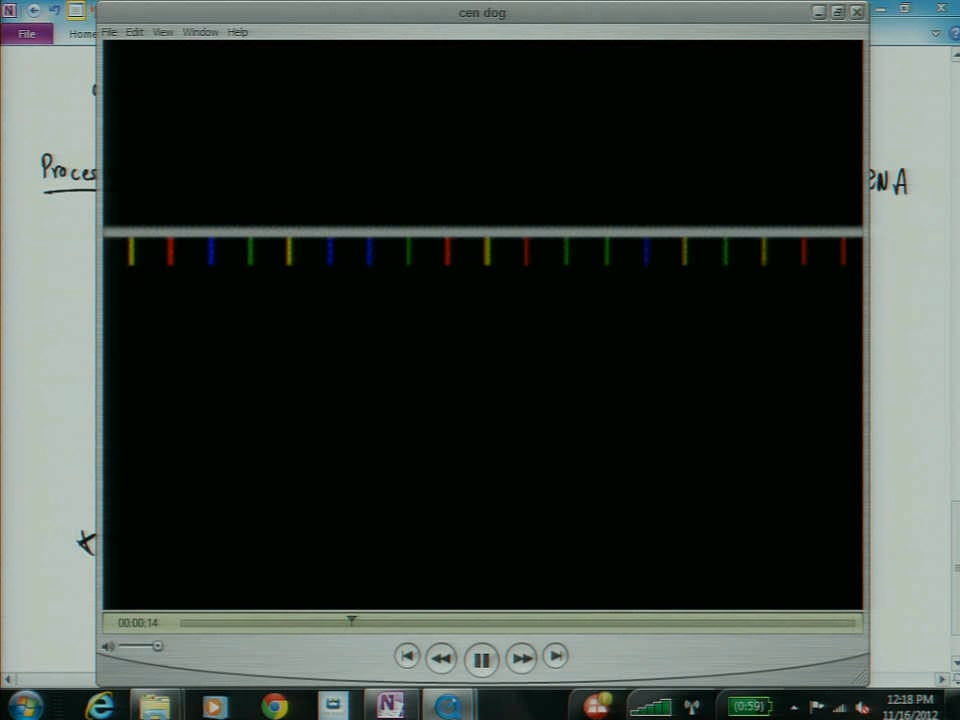 cen dog
File Edit View Window Help
File
Home
Proces
ENA
00:00:14
(0:59)
12:18 PM
11/16/2012